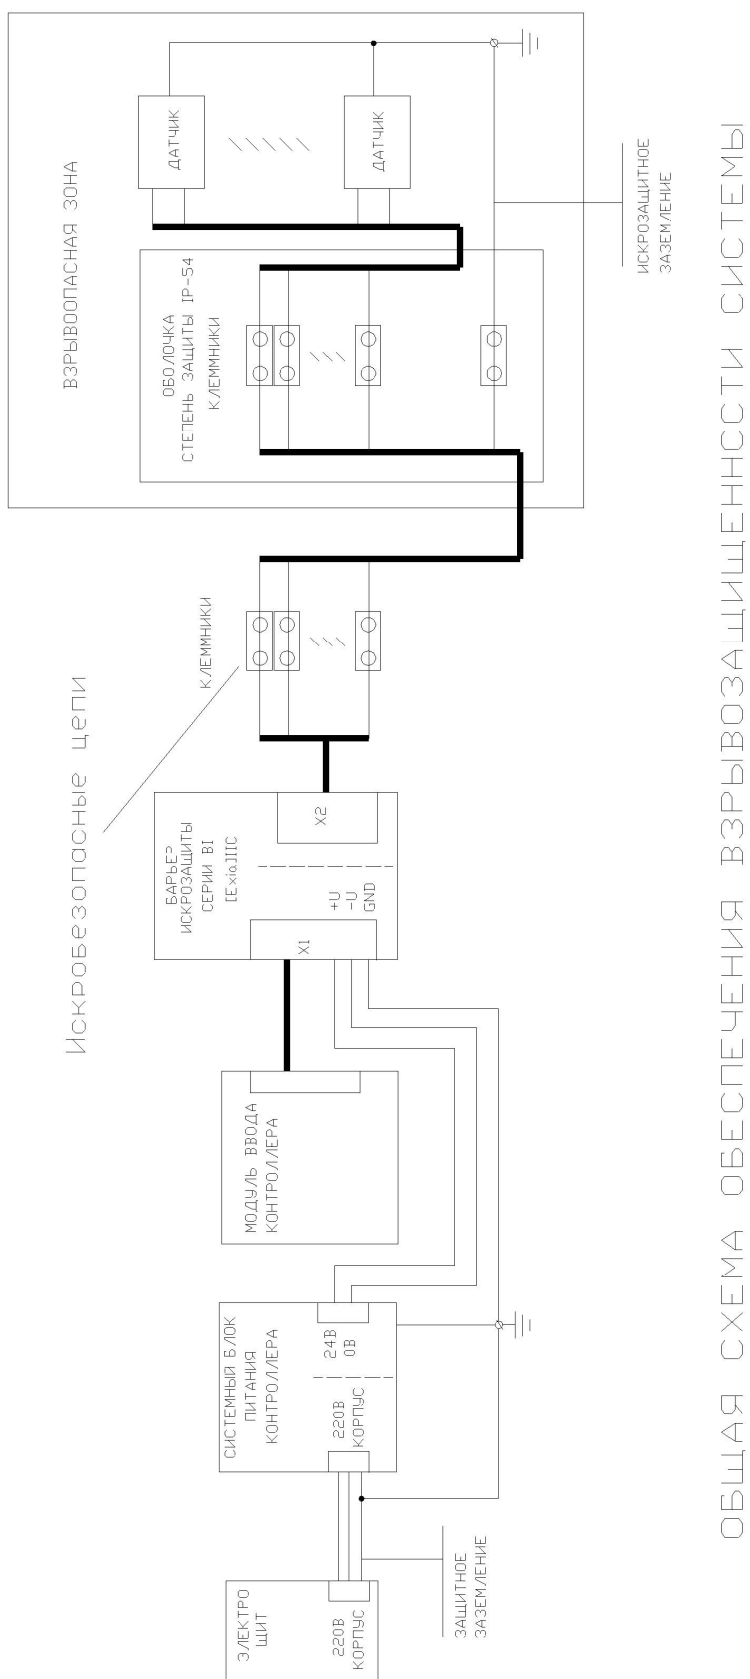 ОБЩАЯ СХЕМА ОБЕСПЕЧЕНИЯ ВЗРЫВОЗАЩИЩЕННССТИ СИСТЕМЫ
ЭЛЕКТРО
ЩИТ
220В
КОРПУС
ЗАЩИТНОЕ
ЗАЗЕМЛЕНИЕ
СИСТЕМНЫЙ БЛОК
ПИТАНИЯ
КОНТРОЛЛЕРА
220В
КОРПУС
24В
0В
МОДУЛЬ ВВОДА
КОНТРОЛЛЕРА
Искробезопасные цепи
БАРЬЕР
ИСКРОЗАЩИТЫ
СЕРИИ BI
[Exia]IIC
X1
+U
-U
GND
X2
КЛЕММНИКИ
ВЗРЫВООПАСНАЯ ЗОНА
ОБОЛОЧКА
СТЕПЕНЬ ЗАЩИТЫ IP-54
КЛЕММНИКИ
ДАТЧИК
ДАТЧИК
ИСКРОЗАЩИТНОЕ
ЗАЗЕМЛЕНИЕ